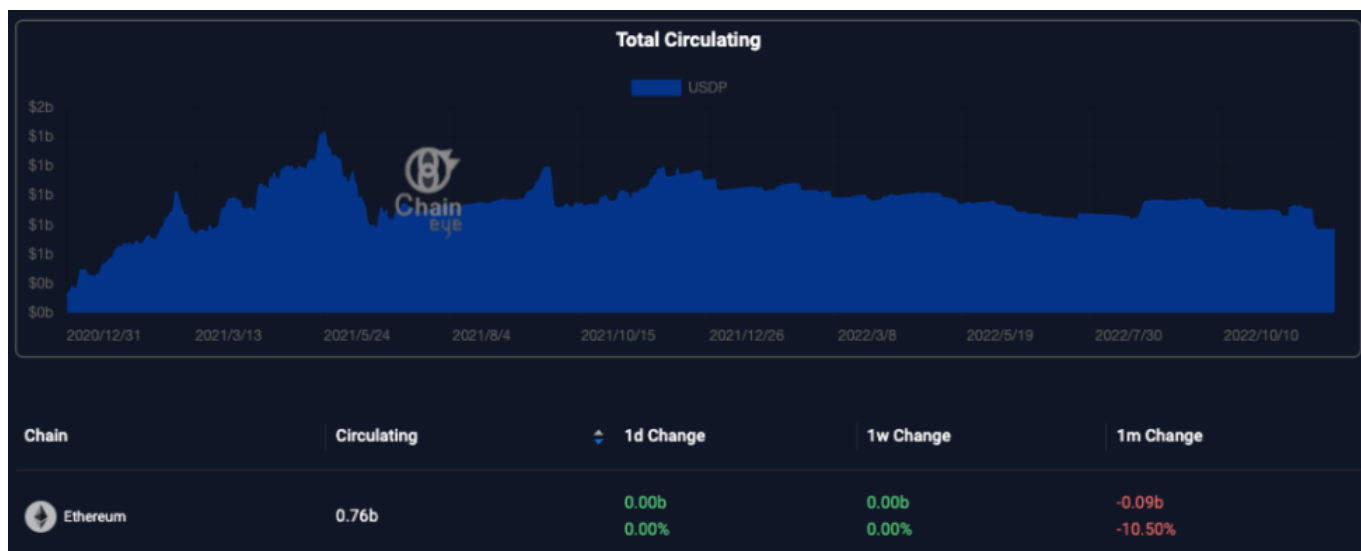 Total Circulating
USDP
$2b
$1b
$1b
$1b
$1b
$1b
$0b
$0b
Chain
eye
2020/12/31 2021/3/13 2021/5/24 2021/8/4 2021/10/15 2021/12/26 2022/3/8 2022/5/19 2022/7/30 2022/10/10
Chain Circulating 1d Change 1w Change 1m Change
0.00b 0.00b -0.09b
Ethereum 0.76b
0.00% 0.00% -10.50%